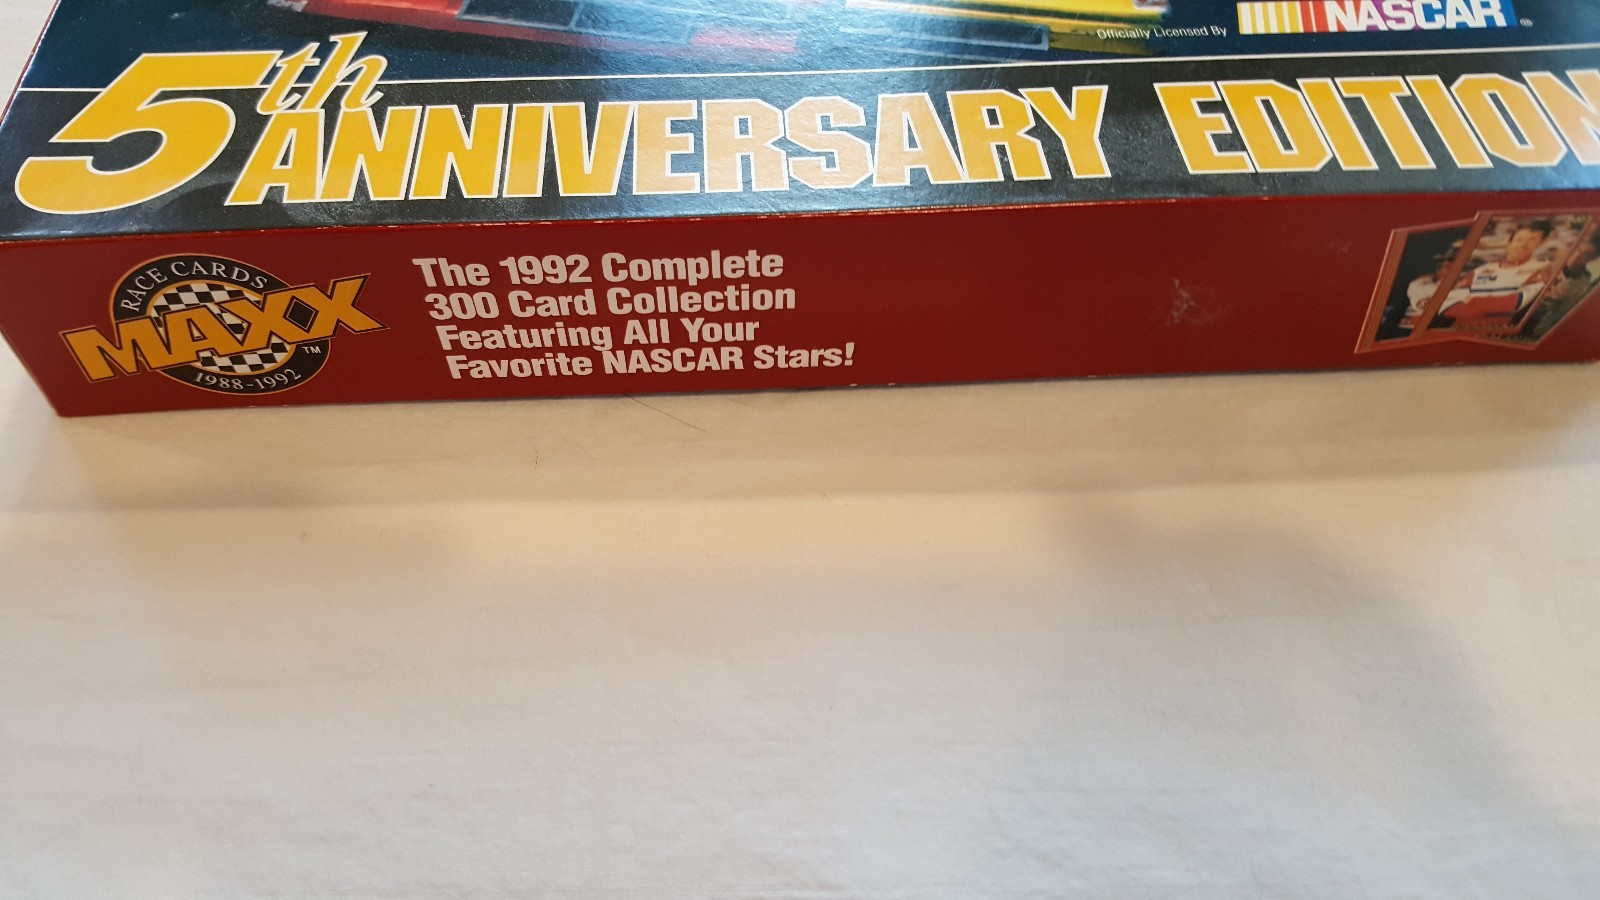 Officially Licensed By
NASCAR
5th
ANNIVERSARY EDITION
RACE CARDS
MAXX
TM
1988-1992
The 1992 Complete
300 Card Collection
Featuring All Your
Favorite NASCAR Stars!